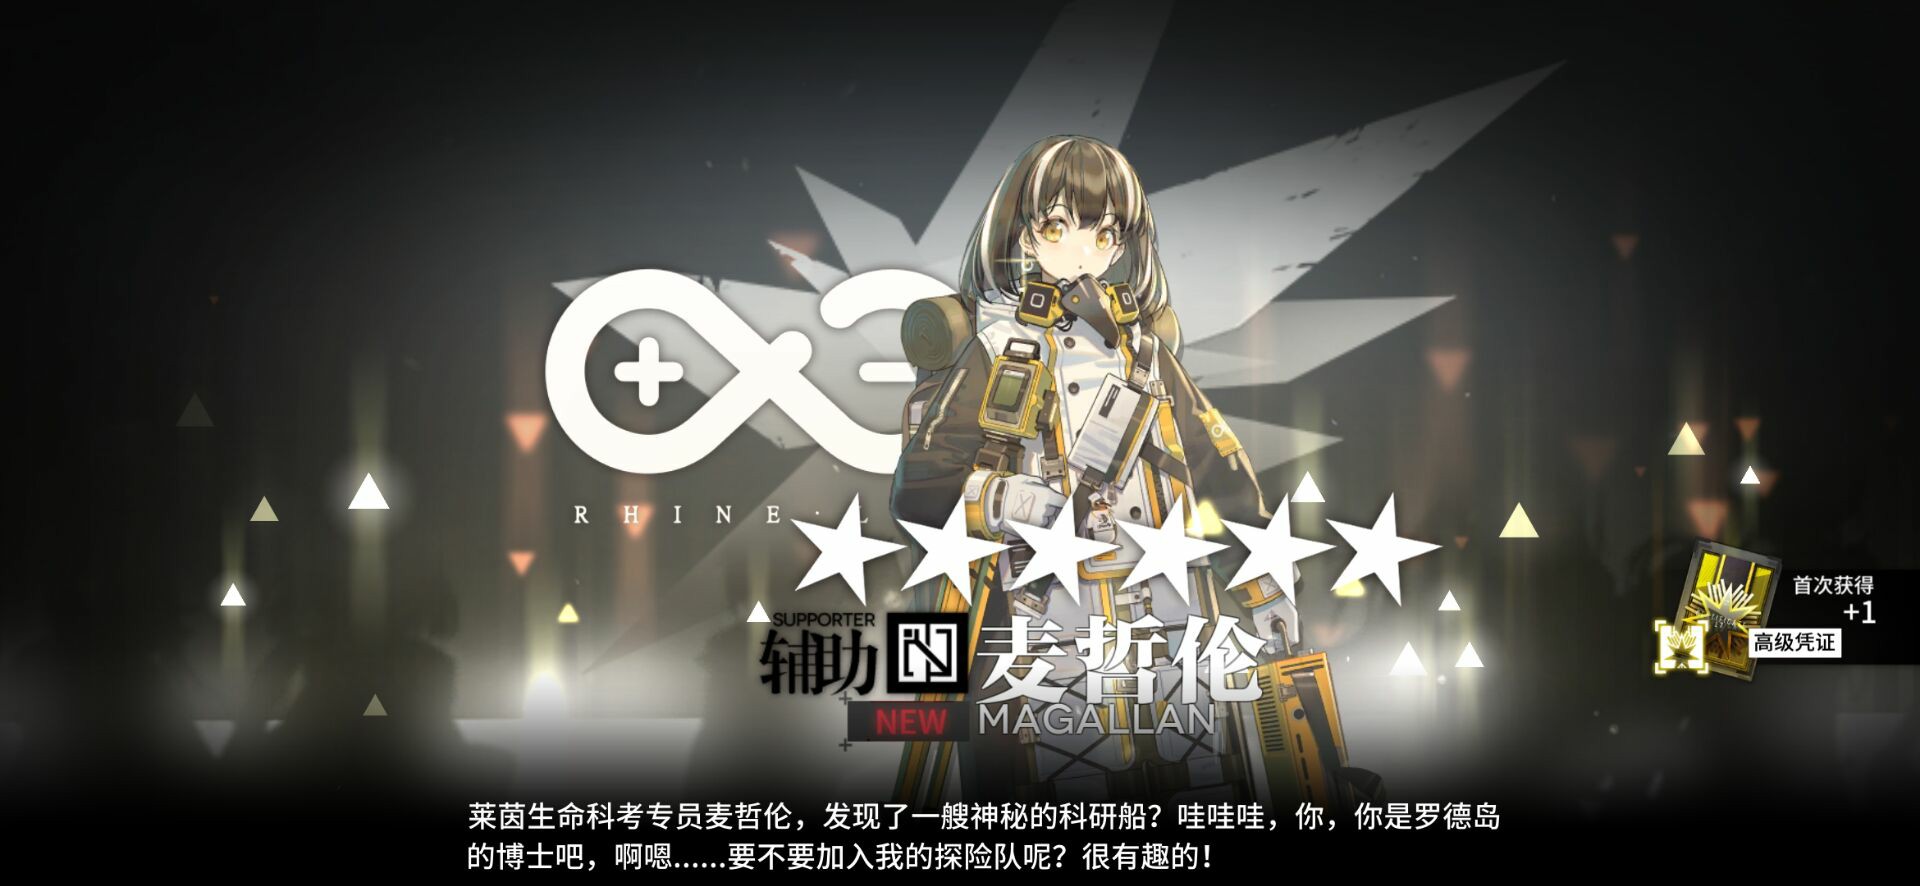 RHINE·L
SUPPORTER
辅助
麦哲伦
NEW
MAGALLAN
首次获得
+1
高级凭证
莱茵生命科考专员麦哲伦，发现了一艘神秘的科研船？哇哇哇，你，你是罗德岛
的博士吧，啊嗯……要不要加入我的探险队呢？很有趣的！